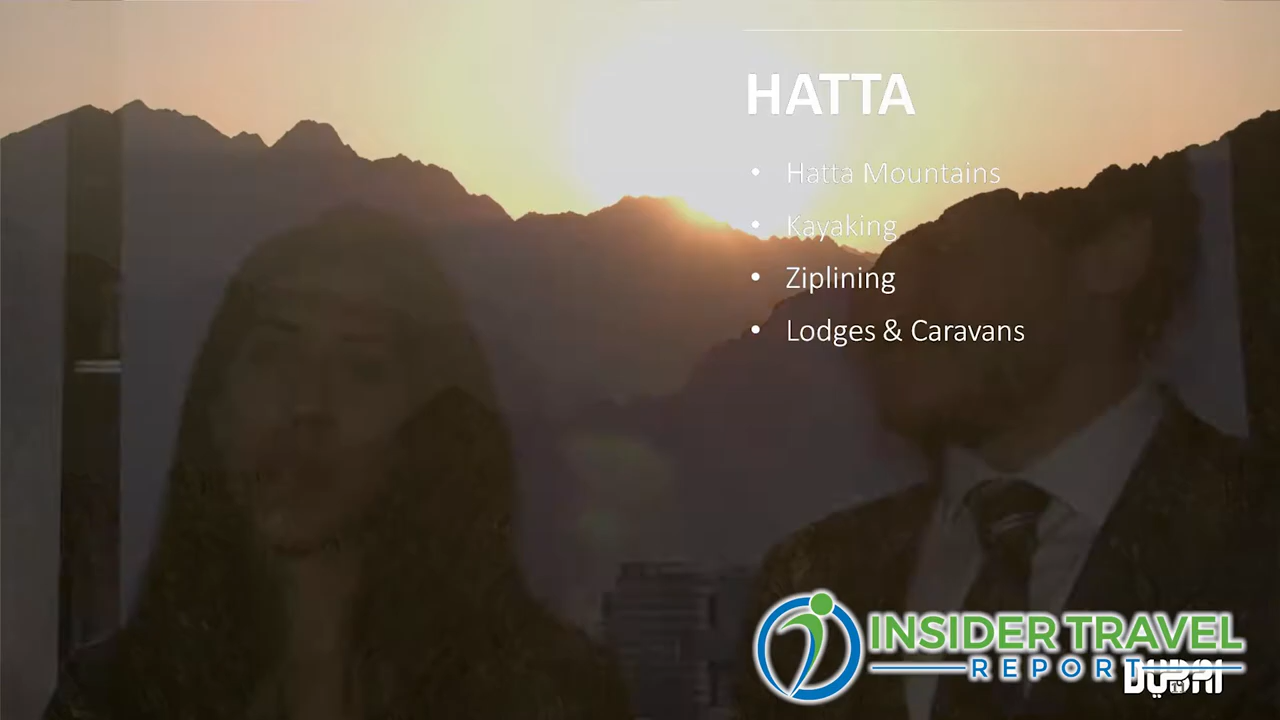 HATTA
• Hatta Mountains
• Kayaking
• Ziplining
• Lodges & Caravans
INSIDER TRAVEL
REPORT
DUBAI